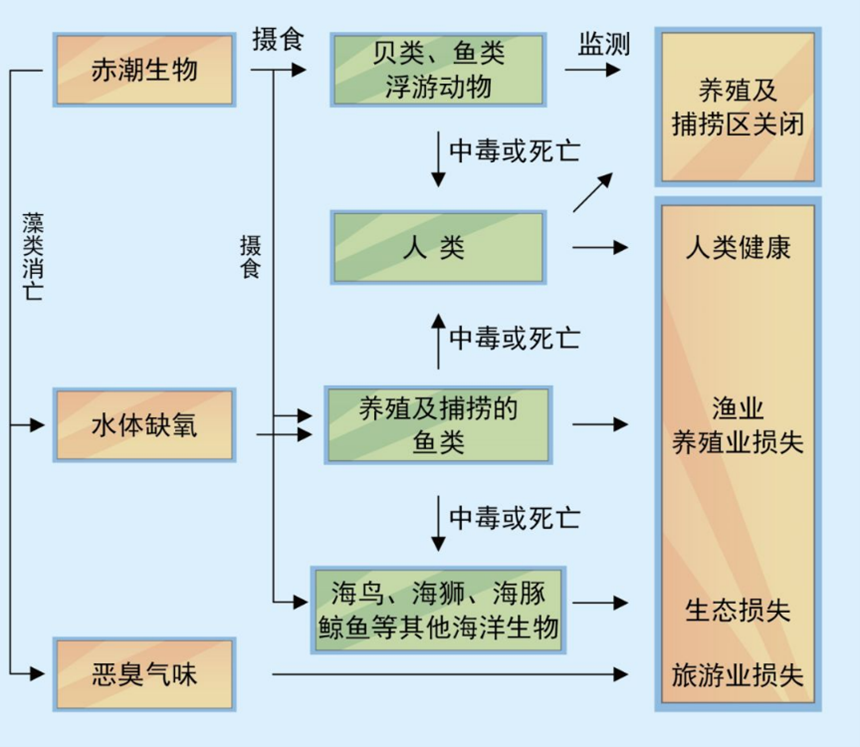 摄食
监测
赤潮生物
贝类、鱼类
浮游动物
养殖及
捕捞区关闭
中毒或死亡
藻类消亡
摄食
人 类
人类健康
中毒或死亡
水体缺氧
养殖及捕捞的
鱼类
渔业
养殖业损失
中毒或死亡
海鸟、海狮、海豚
鲸鱼等其他海洋生物
生态损失
恶臭气味
旅游业损失